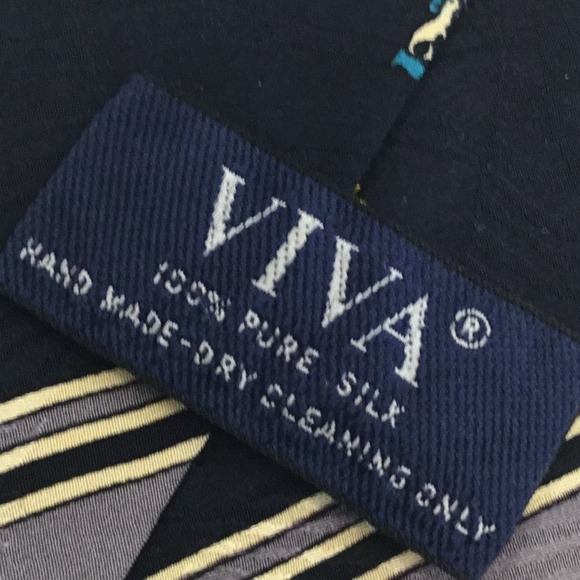 VIVA®
100% PURE SILK
HAND MADE-DRY CLEANING ONLY